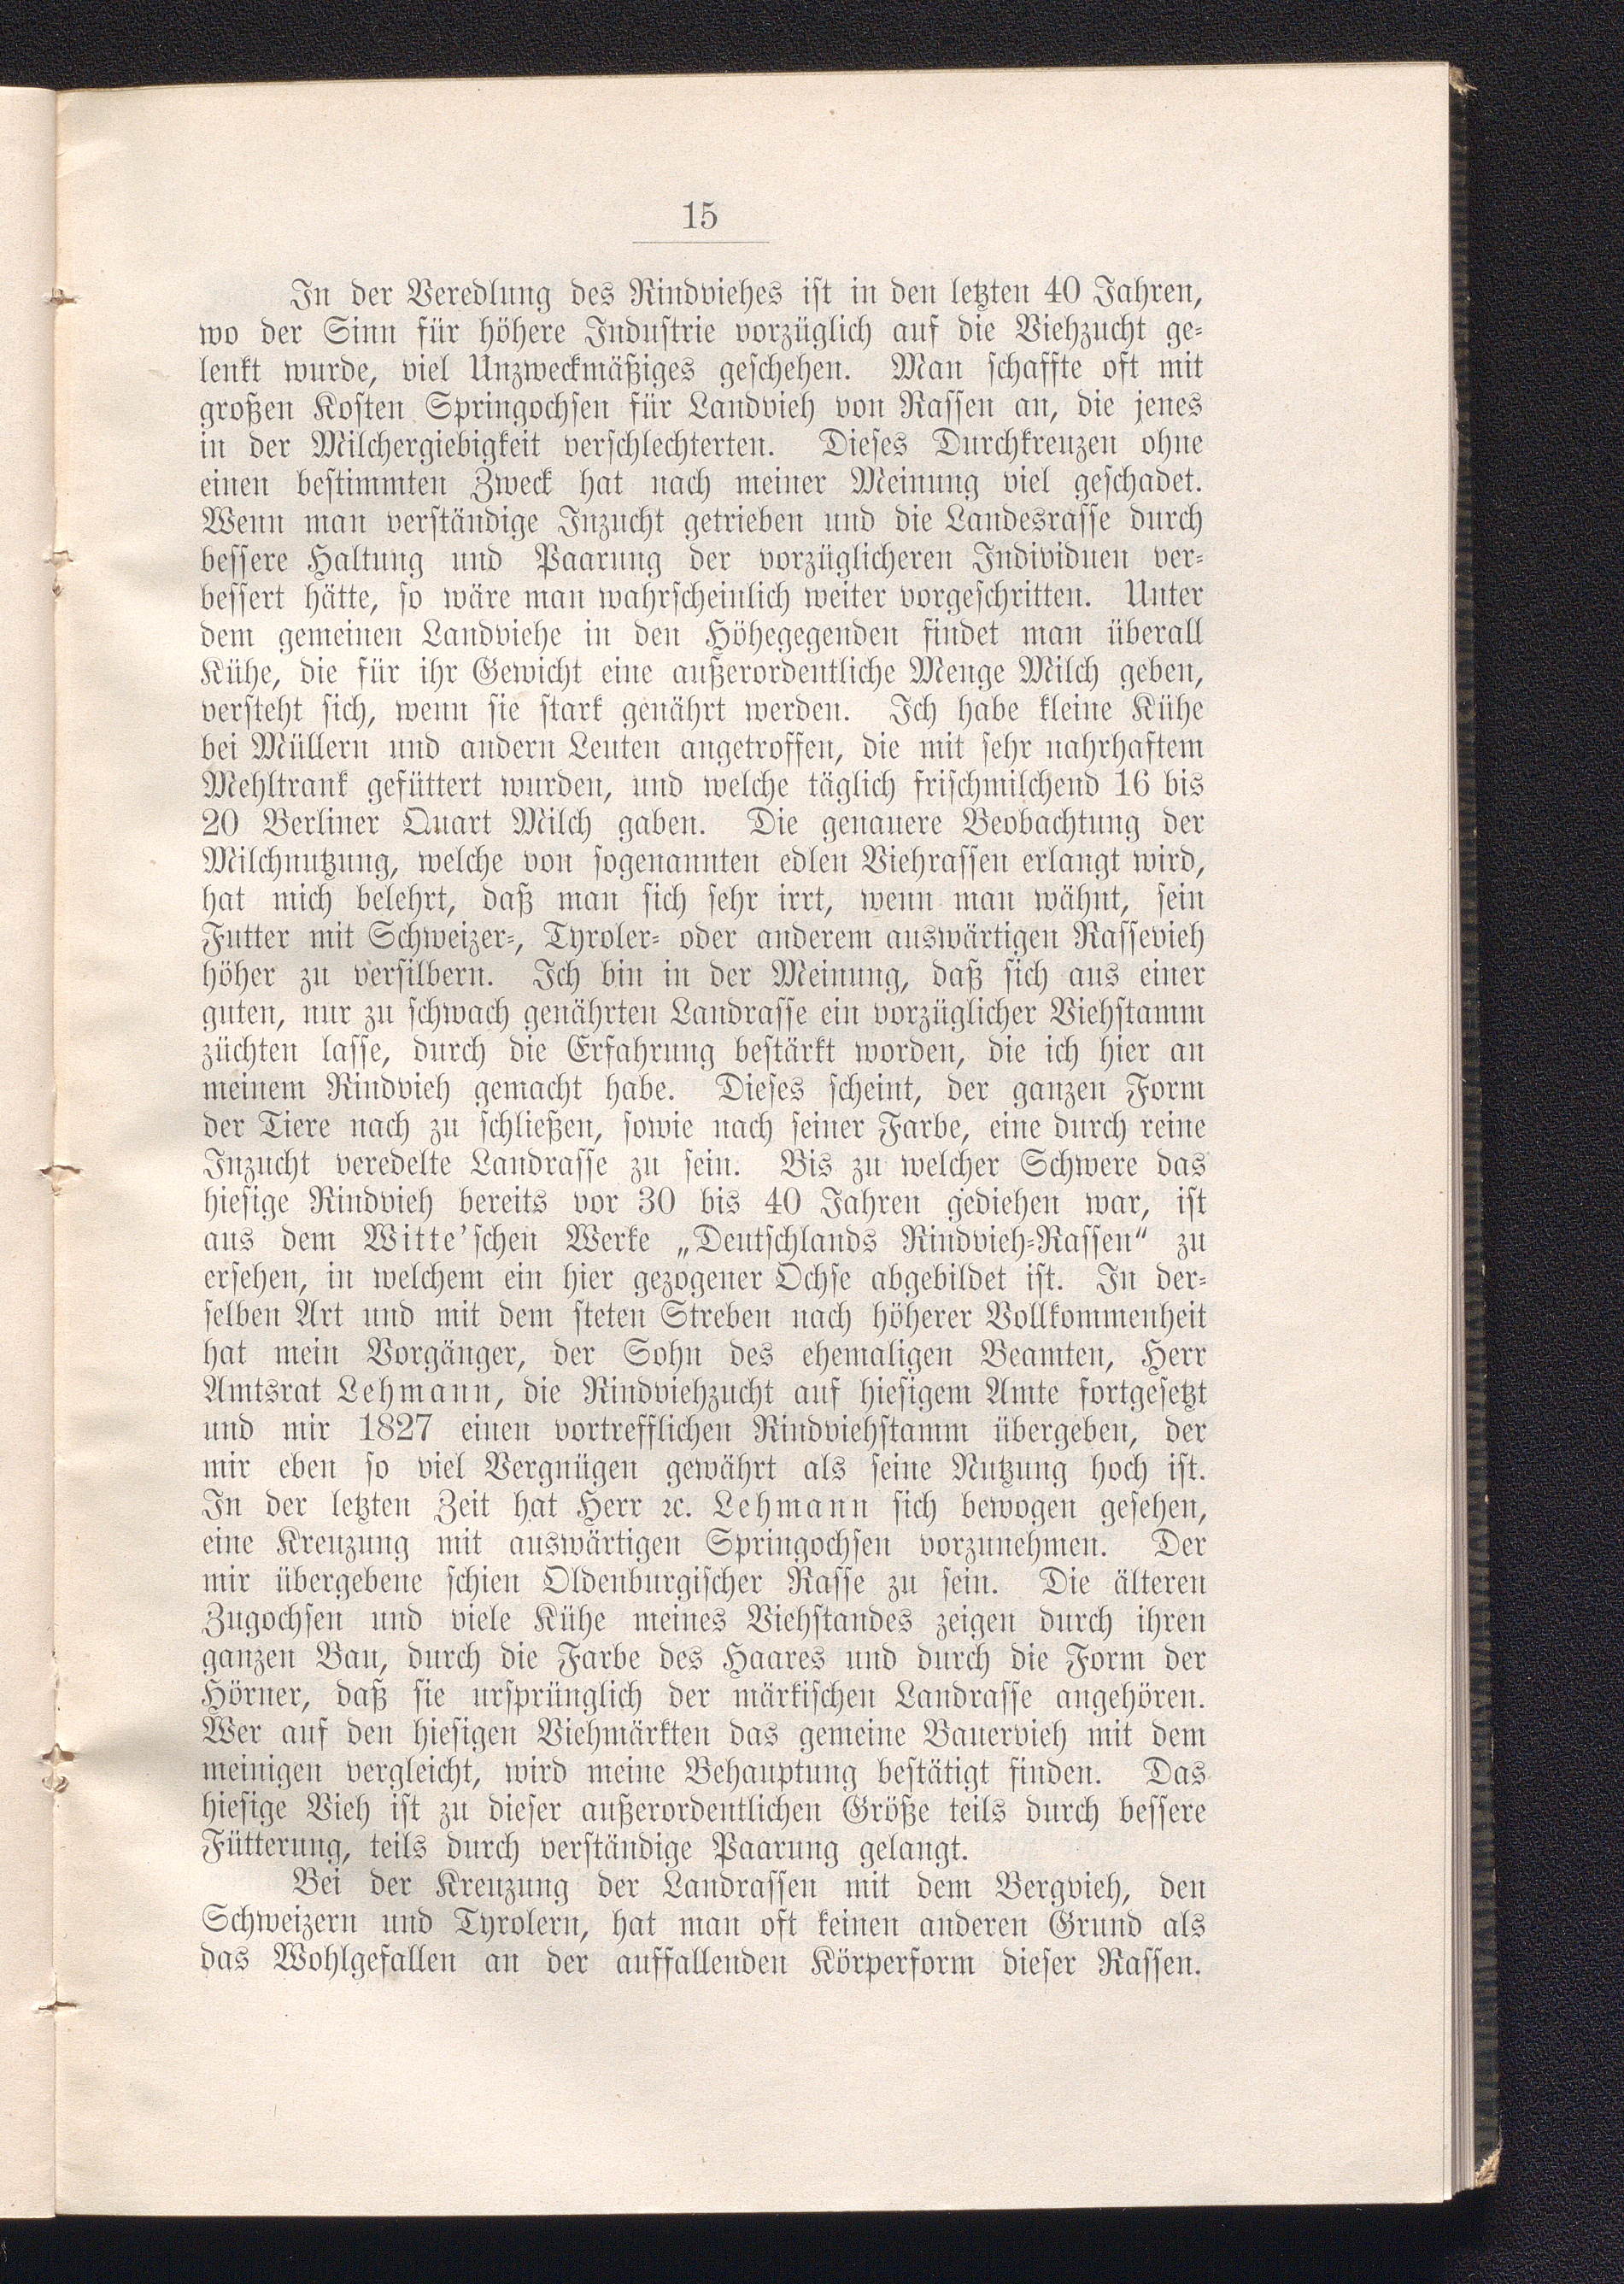 15
In der Veredlung des Rindviehes ist in den letzten 40 Jahren,
wo der Sinn für höhere Industrie vorzüglich auf die Viehzucht ge-
lenkt wurde, viel Unzweckmäßiges geschehen. Man schaffte oft mit
großen Kosten Springochsen für Landvieh von Rassen an, die jenes
in der Milchergiebigkeit verschlechterten. Dieses Durchkreuzen ohne
einen bestimmten Zweck hat nach meiner Meinung viel geschadet.
Wenn man verständige Inzucht getrieben und die Landesrasse durch
bessere Haltung und Paarung der vorzüglicheren Individuen ver-
bessert hätte, so wäre man wahrscheinlich weiter vorgeschritten. Unter
dem gemeinen Landviehe in den Höhegegenden findet man überall
Kühe, die für ihr Gewicht eine außerordentliche Menge Milch geben,
versteht sich, wenn sie stark genährt werden. Ich habe kleine Kühe
bei Müllern und andern Leuten angetroffen, die mit sehr nahrhaftem
Mehltrank gefüttert wurden, und welche täglich frischmilchend 16 bis
20 Berliner Quart Milch gaben. Die genauere Beobachtung der
Milchnutzung, welche von sogenannten edlen Viehrassen erlangt wird,
hat mich belehrt, daß man sich sehr irrt, wenn man wähnt, sein
Futter mit Schweizer-, Tyroler- oder anderem auswärtigen Rassevieh
höher zu versilbern. Ich bin in der Meinung, daß sich aus einer
guten, nur zu schwach genährten Landrasse ein vorzüglicher Viehstamm
züchten lasse, durch die Erfahrung bestärkt worden, die ich hier an
meinem Rindvieh gemacht habe. Dieses scheint, der ganzen Form
der Tiere nach zu schließen, sowie nach seiner Farbe, eine durch reine
Inzucht veredelte Landrasse zu sein. Bis zu welcher Schwere das
hiesige Rindvieh bereits vor 30 bis 40 Jahren gediehen war, ist
aus dem Witte'schen Werke „Deutschlands Rindvieh-Rassen“ zu
ersehen, in welchem ein hier gezogener Ochse abgebildet ist. In der-
selben Art und mit dem steten Streben nach höherer Vollkommenheit
hat mein Vorgänger, der Sohn des ehemaligen Beamten, Herr
Amtsrat Lehmann, die Rindviehzucht auf hiesigem Amte fortgesetzt
und mir 1827 einen vortrefflichen Rindviehstamm übergeben, der
mir eben so viel Vergnügen gewährt als seine Nutzung hoch ist.
In der letzten Zeit hat Herr ꝛc. Lehmann sich bewogen gesehen,
eine Kreuzung mit auswärtigen Springochsen vorzunehmen. Der
mir übergebene schien Oldenburgischer Rasse zu sein. Die älteren
Zugochsen und viele Kühe meines Viehstandes zeigen durch ihren
ganzen Bau, durch die Farbe des Haares und durch die Form der
Hörner, daß sie ursprünglich der märkischen Landrasse angehören.
Wer auf den hiesigen Viehmärkten das gemeine Bauervieh mit dem
meinigen vergleicht, wird meine Behauptung bestätigt finden. Das
hiesige Vieh ist zu dieser außerordentlichen Größe teils durch bessere
Fütterung, teils durch verständige Paarung gelangt.
Bei der Kreuzung der Landrassen mit dem Bergvieh, den
Schweizern und Tyrolern, hat man oft keinen anderen Grund als
das Wohlgefallen an der auffallenden Körperform dieser Rassen.